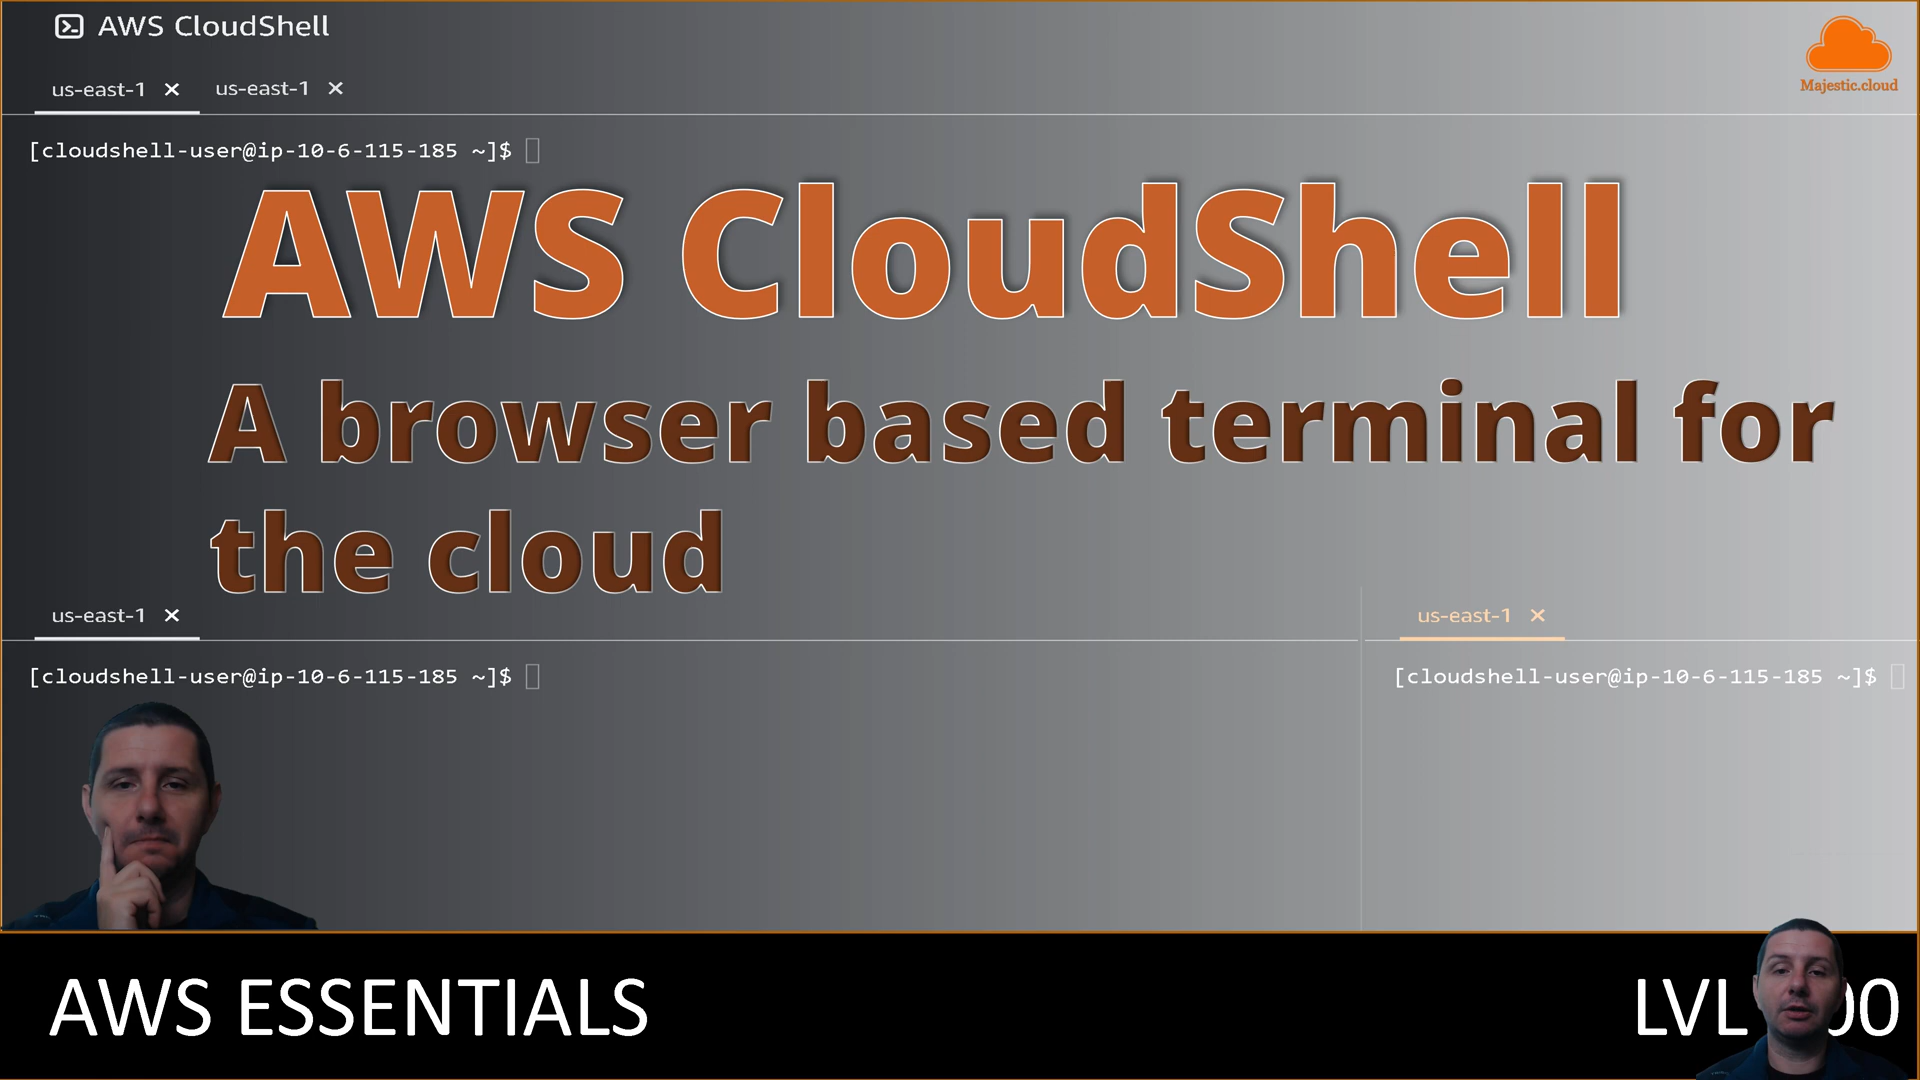 AWS CloudShell
Majestic.cloud
us-east-1 us-east-1
[cloudshell-user@ip-10-6-115-185 ~]$
AWS CloudShell
A browser based terminal for
the cloud
us-east-1
us-east-1
[cloudshell-user@ip-10-6-115-185 ~]$
[cloudshell-user@ip-10-6-115-185 ~]$
AWS ESSENTIALS
LVL